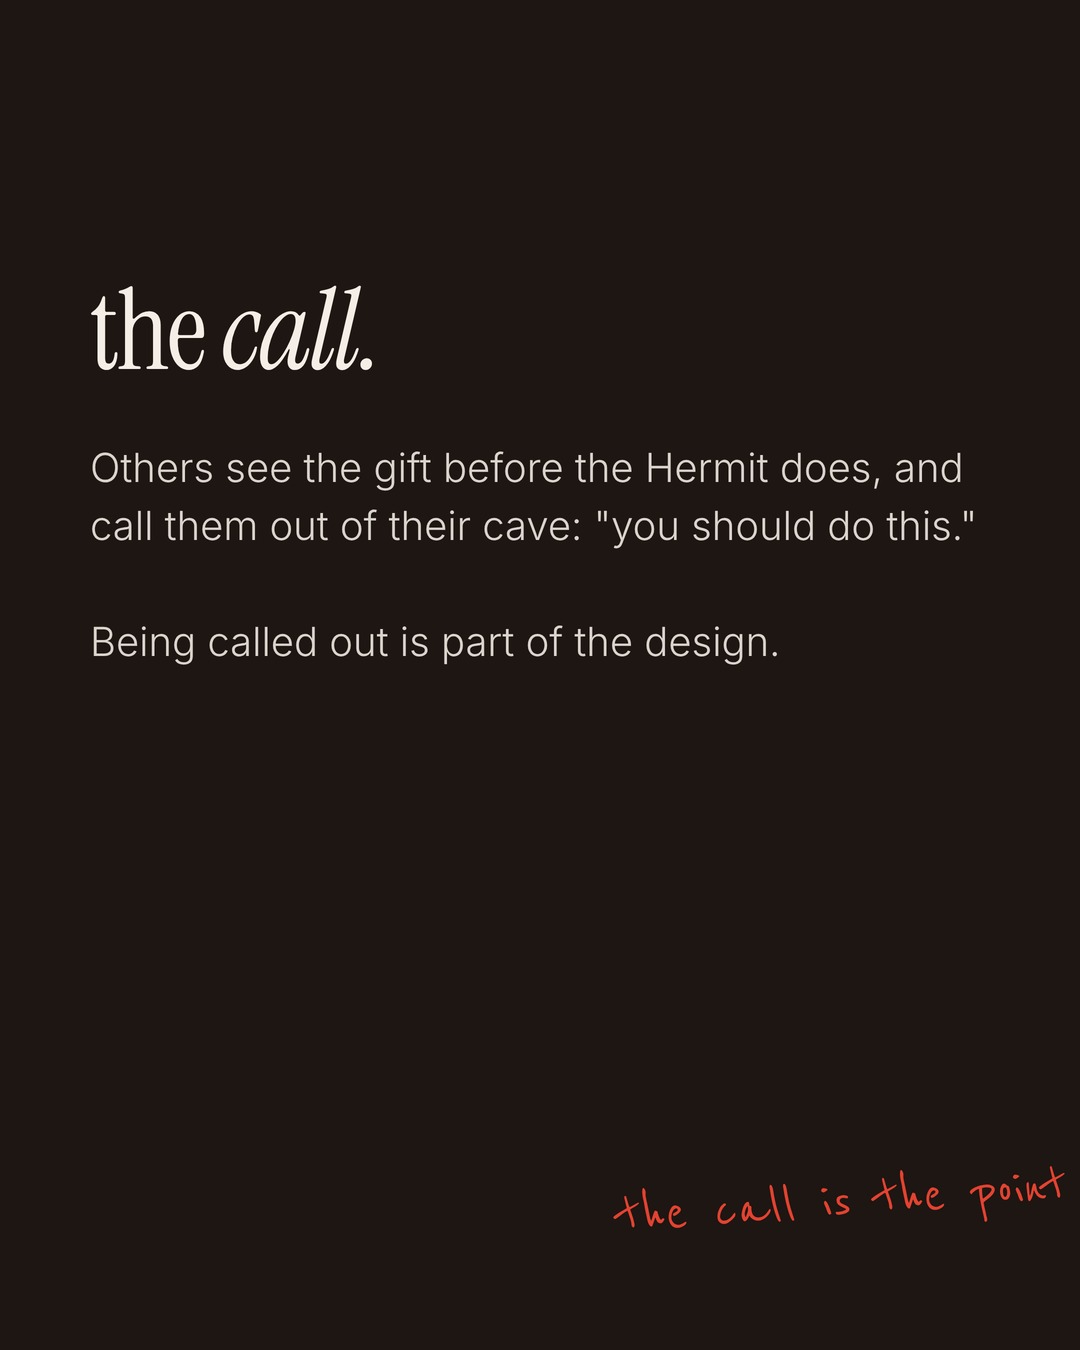 the call.
Others see the gift before the Hermit does, and
call them out of their cave: "you should do this."
Being called out is part of the design.
the call is the point